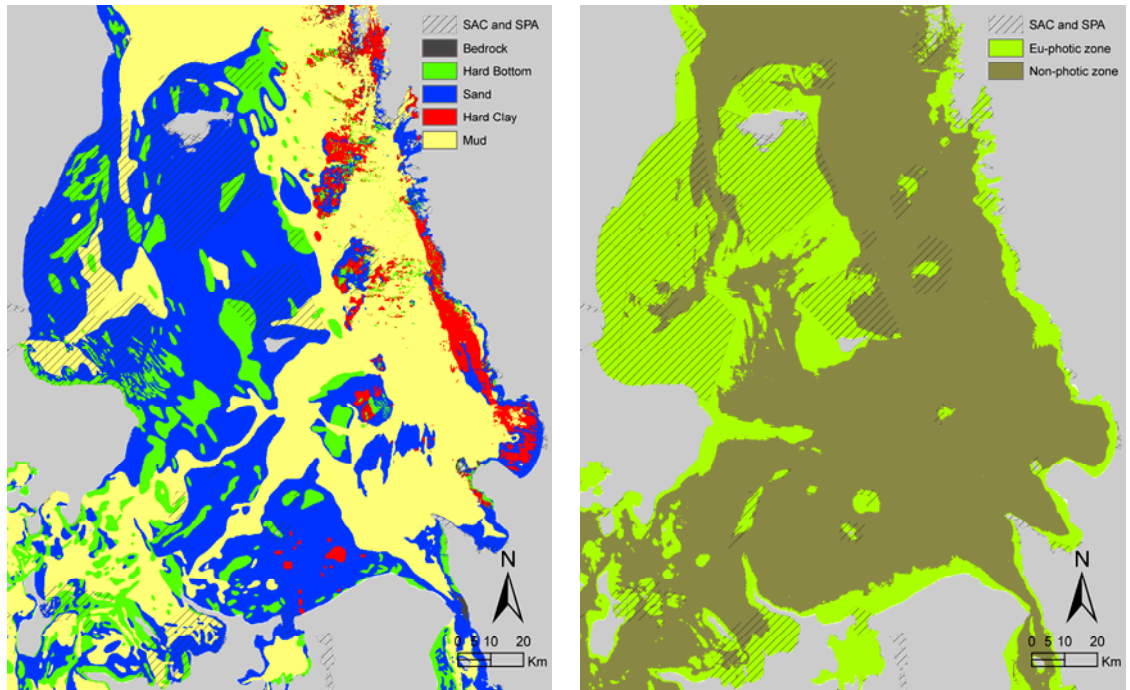 SAC and SPA
Bedrock
Hard Bottom
Sand
Hard Clay
Mud
N
0 5 10 20
Km
SAC and SPA
Eu-photic zone
Non-photic zone
N
0 5 10 20
Km